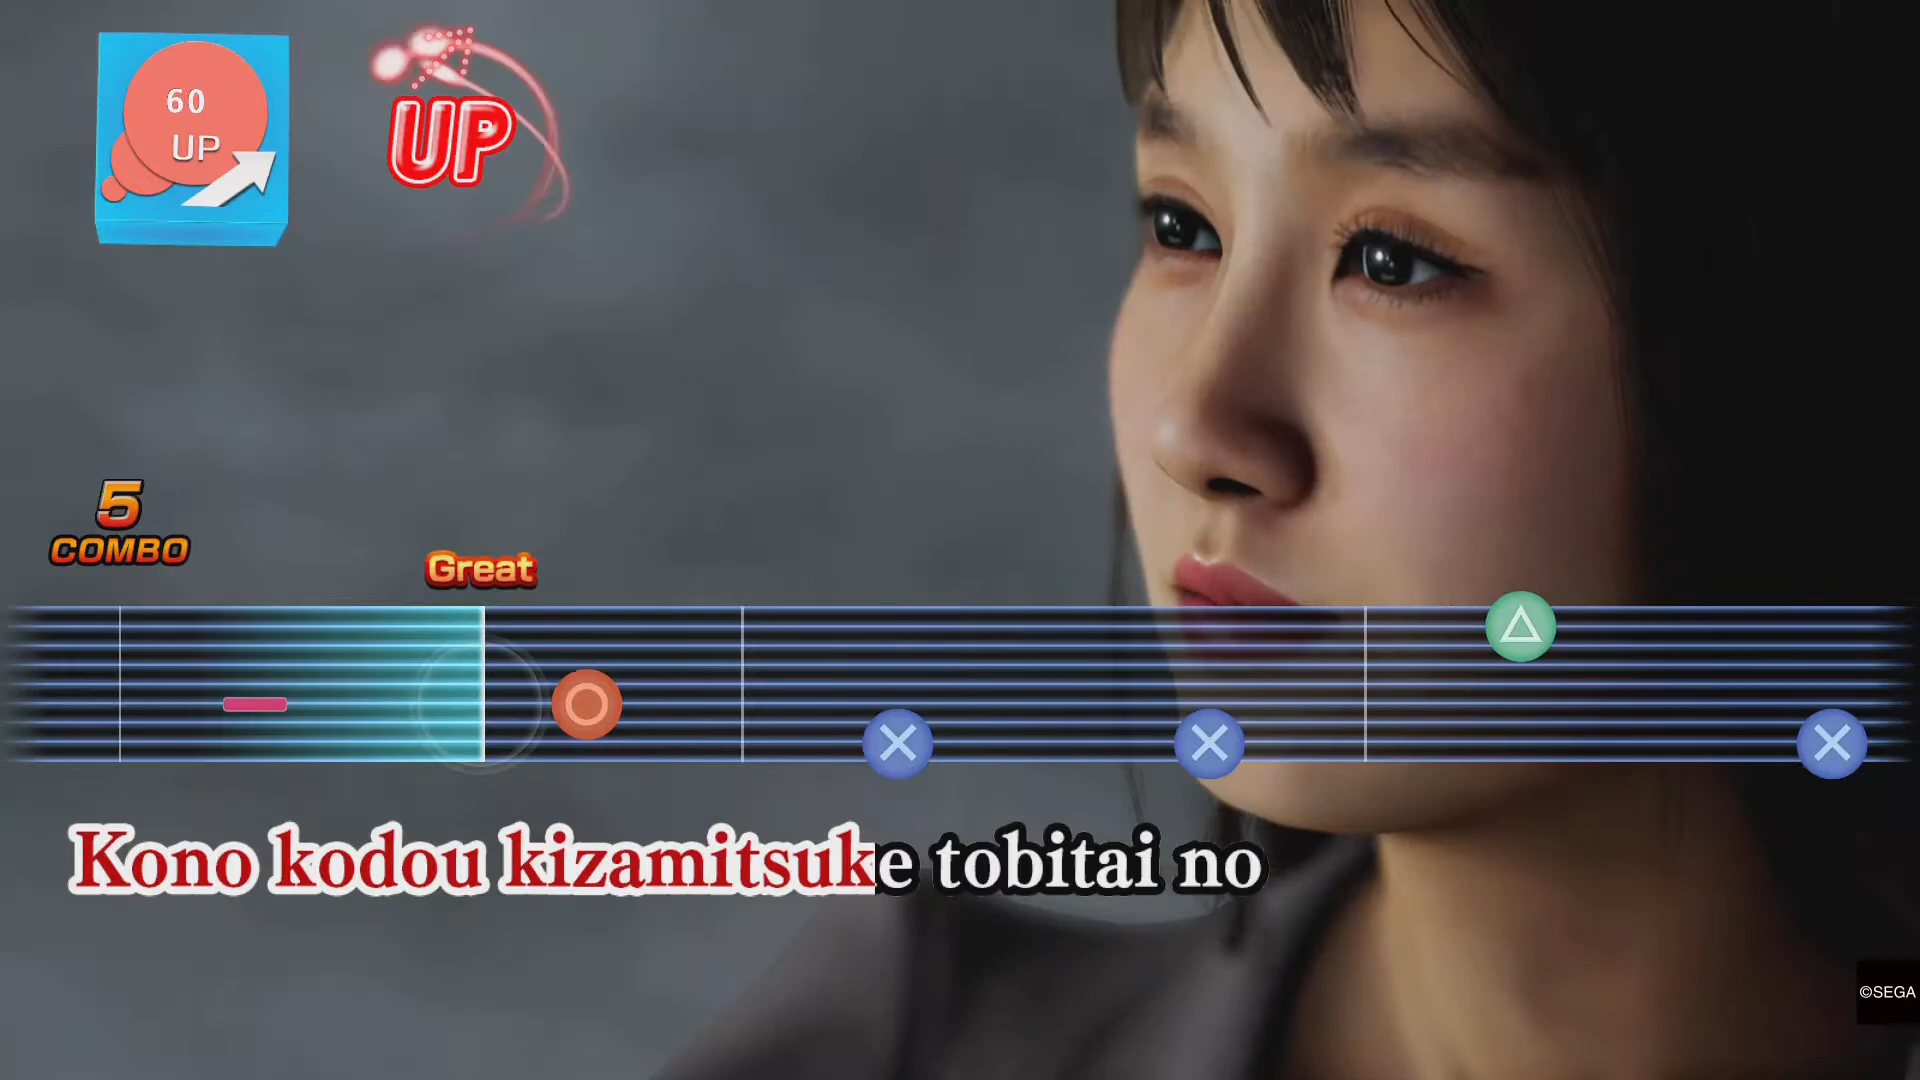 60
UP
UP
5
COMBO
Great
Kono kodou kizamitsuke tobitai no
©SEGA